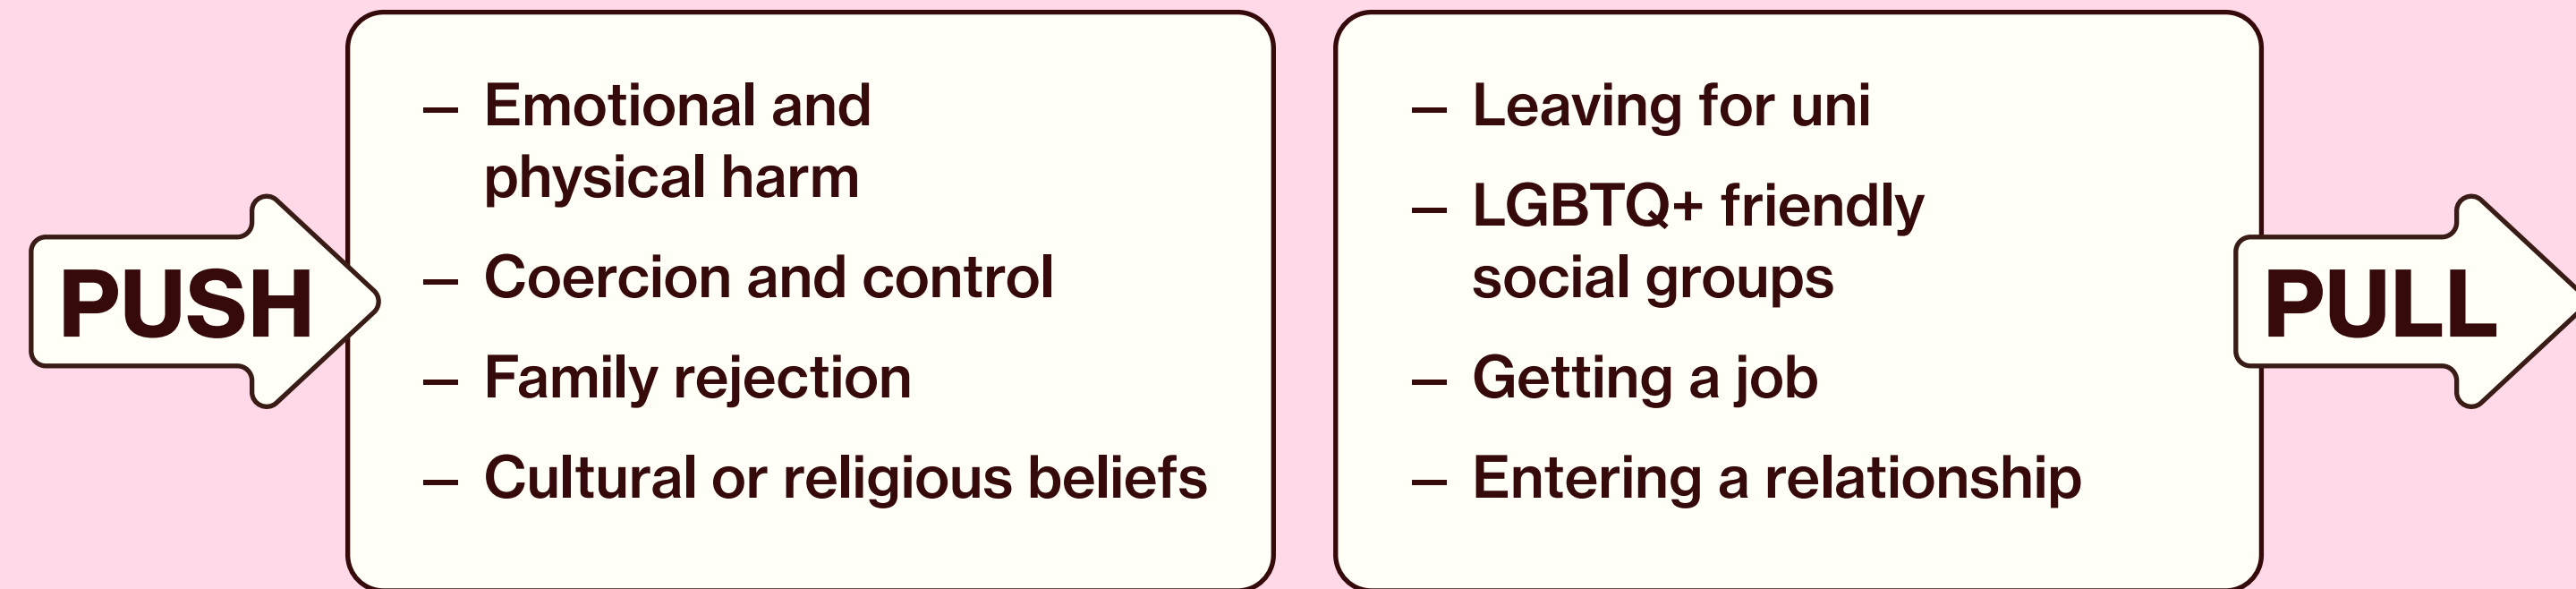 PUSH
— Emotional and
physical harm
— Coercion and control
— Family rejection
— Cultural or religious beliefs
— Leaving for uni
— LGBTQ+ friendly
social groups
— Getting a job
— Entering a relationship
PULL